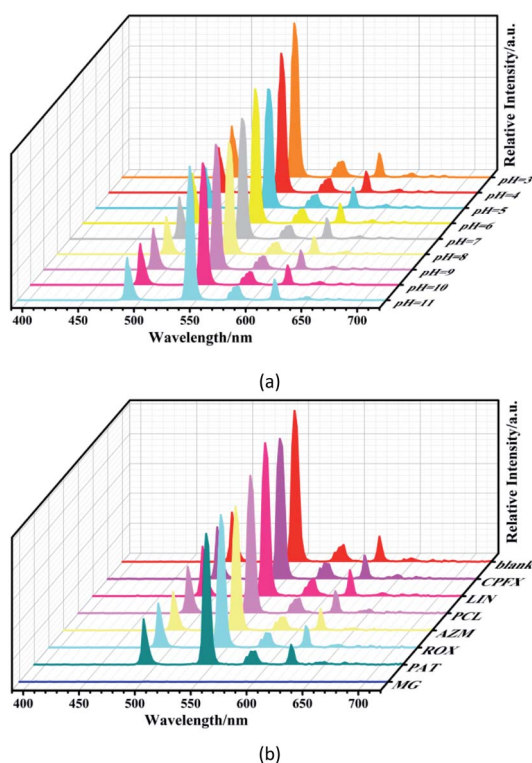 Relative Intensity/a.u.
pH=3
pH=4
pH=5
pH=6
pH=7
pH=8
pH=9
pH=10
pH=11
400 450 500 550 600 650 700
Wavelength/nm
(a)
Relative Intensity/a.u.
blank
CPFX
LIN
PCL
AZM
ROX
PAT
MG
400 450 500 550 600 650 700
Wavelength/nm
(b)